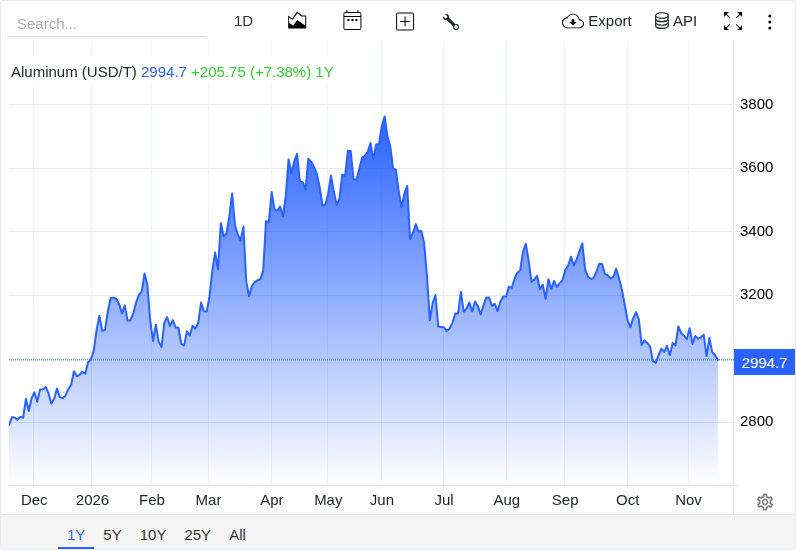 Search... 1D Export API
Aluminum (USD/T) 2994.7 +205.75 (+7.38%) 1Y
3800
3600
3400
3200
2994.7
2800
Dec 2026 Feb Mar Apr May Jun Jul Aug Sep Oct Nov
1Y 5Y 10Y 25Y All